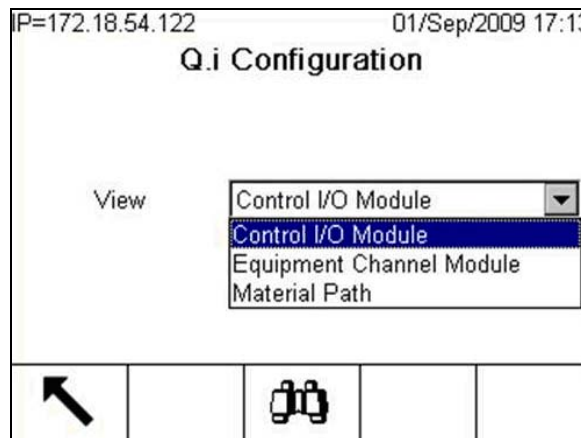 IP=172.18.54.122 01/Sep/2009 17:13
Q.i Configuration
View Control I/O Module
Control I/O Module
Equipment Channel Module
Material Path